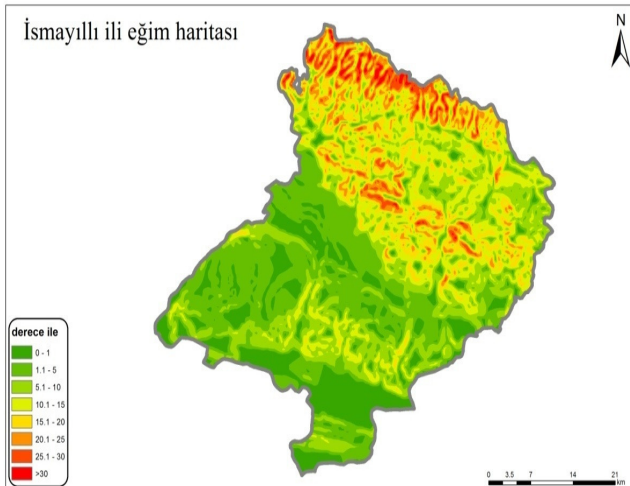 İsmayıllı ili eğim haritası
N
derece ile
0 - 1
1.1 - 5
5.1 - 10
10.1 - 15
15.1 - 20
20.1 - 25
25.1 - 30
>30
0 3.5 7 14 21
km